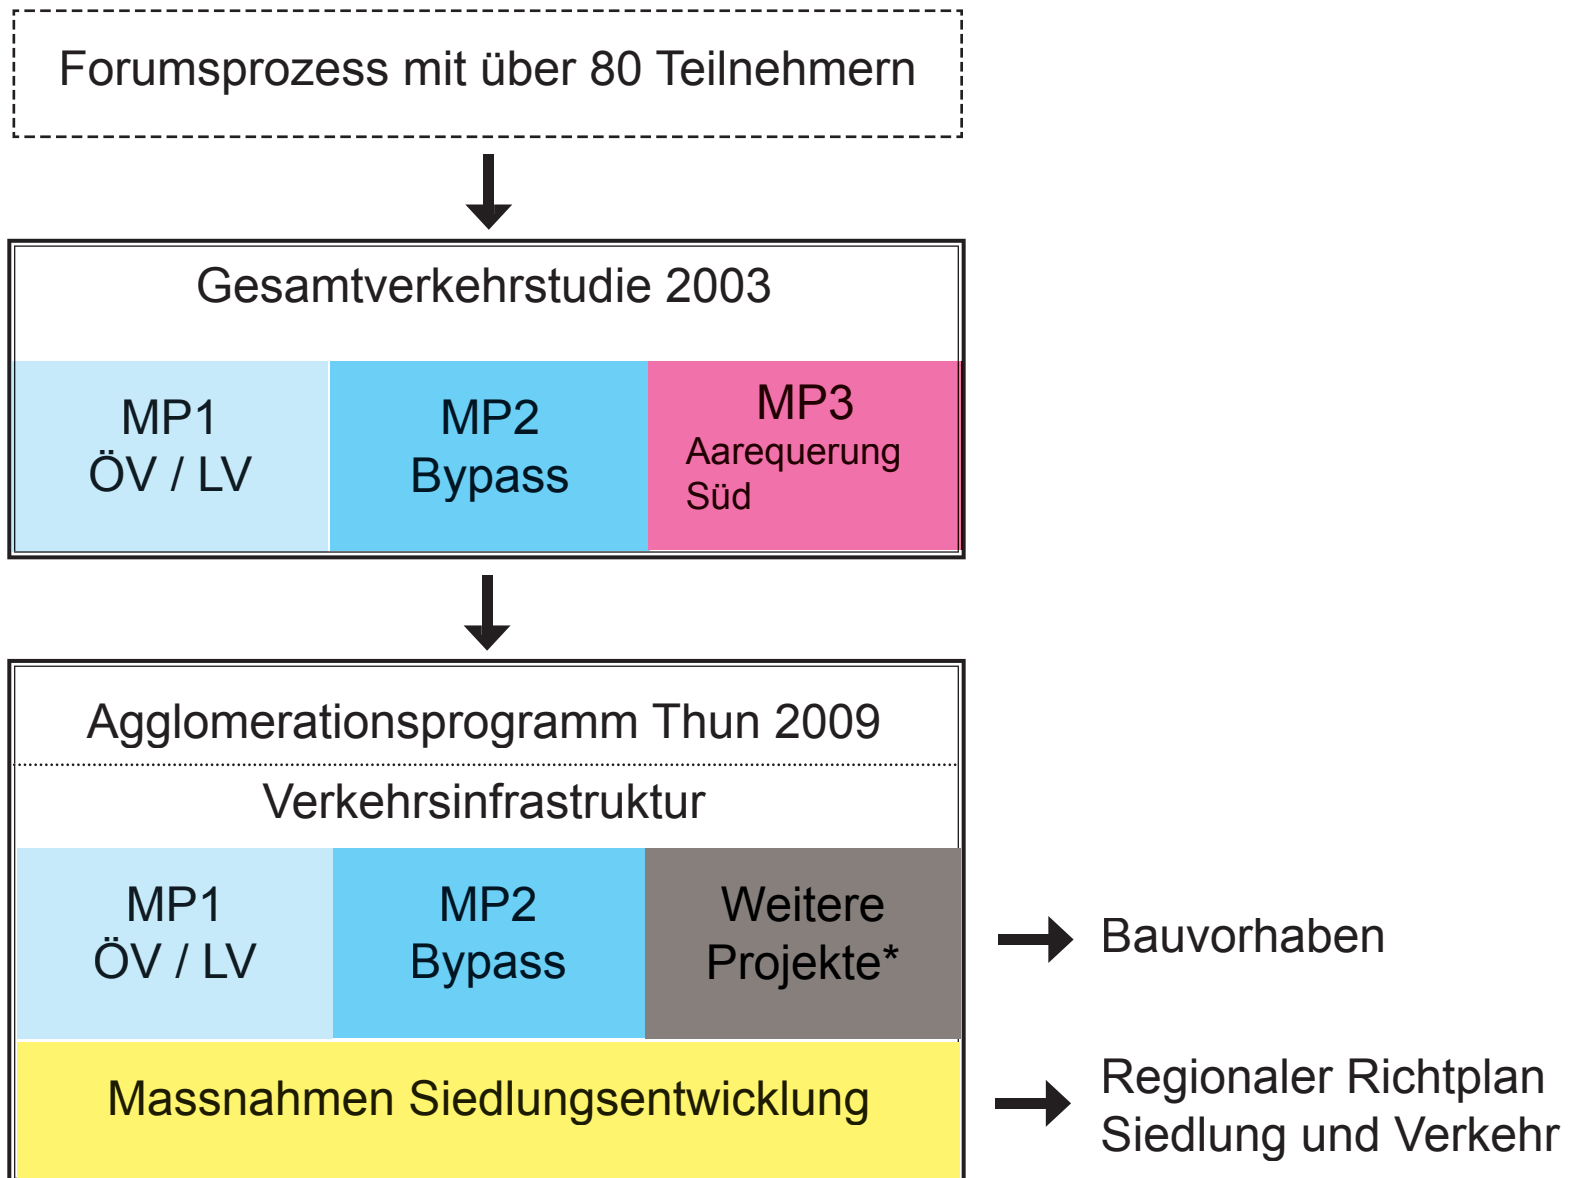 Forumsprozess mit über 80 Teilnehmern
Gesamtverkehrstudie 2003
MP1
ÖV / LV
MP2
Bypass
MP3
Aarequerung
Süd
Agglomerationsprogramm Thun 2009
Verkehrsinfrastruktur
MP1
ÖV / LV
MP2
Bypass
Weitere
Projekte*
Bauvorhaben
Massnahmen Siedlungsentwicklung
Regionaler Richtplan
Siedlung und Verkehr